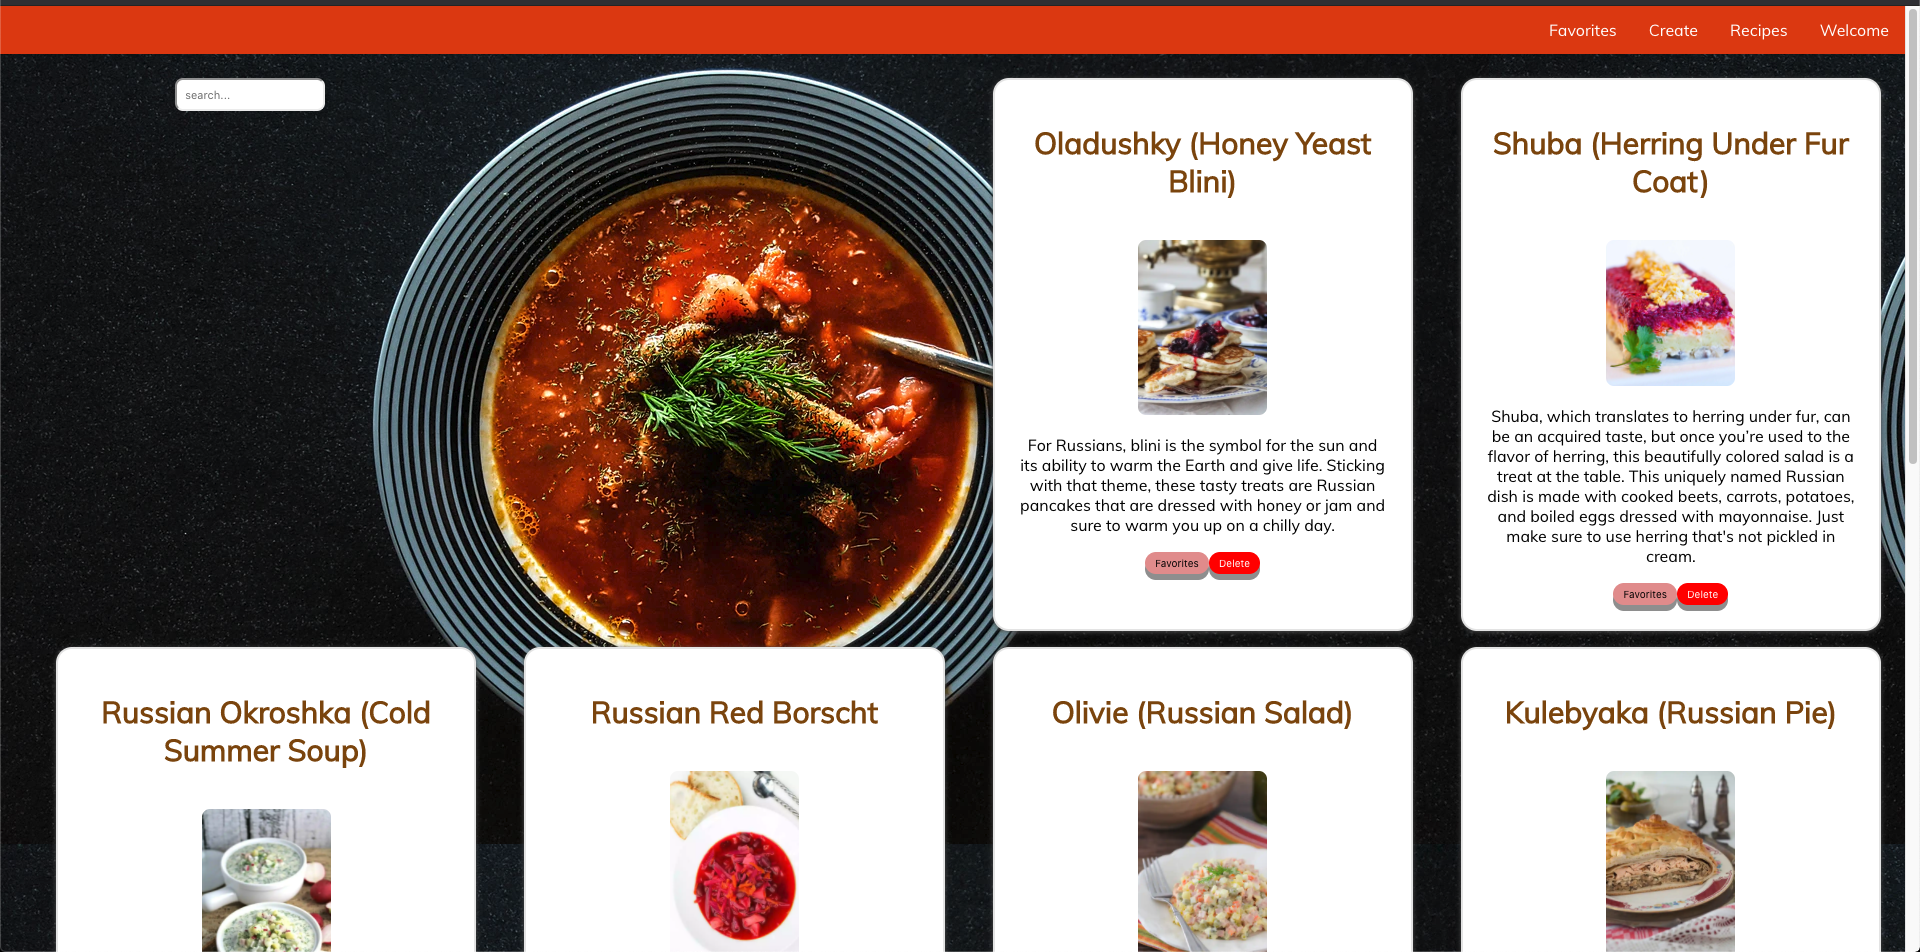 Favorites Create Recipes Welcome
search...
Oladushky (Honey Yeast
Blini)
For Russians, blini is the symbol for the sun and
its ability to warm the Earth and give life. Sticking
with that theme, these tasty treats are Russian
pancakes that are dressed with honey or jam and
sure to warm you up on a chilly day.
Favorites Delete
Shuba (Herring Under Fur
Coat)
Shuba, which translates to herring under fur, can
be an acquired taste, but once you’re used to the
flavor of herring, this beautifully colored salad is a
treat at the table. This uniquely named Russian
dish is made with cooked beets, carrots, potatoes,
and boiled eggs dressed with mayonnaise. Just
make sure to use herring that's not pickled in
cream.
Favorites Delete
Russian Okroshka (Cold
Summer Soup)
Russian Red Borscht
Olivie (Russian Salad)
Kulebyaka (Russian Pie)